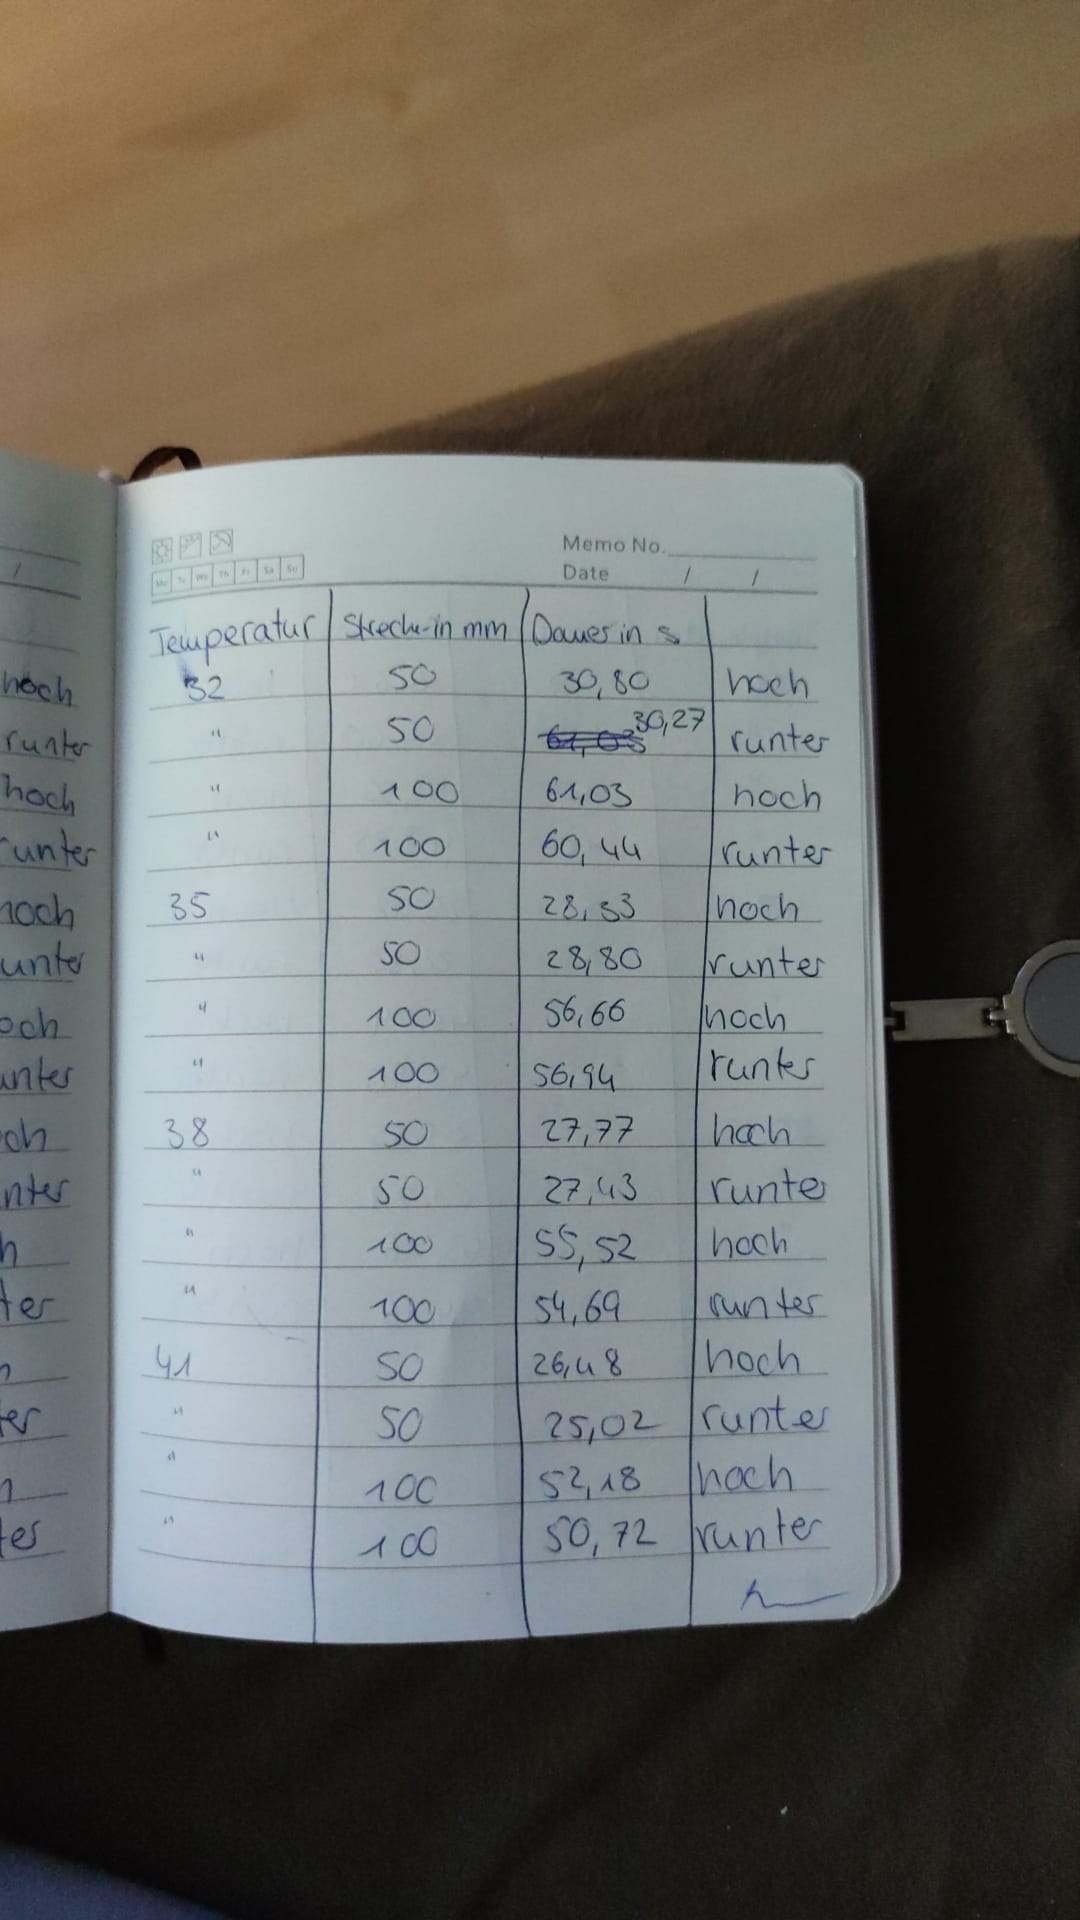 Memo No.
Mo Tu We Th Fr Sa Su
Date / /
Temperatur Strecke in mm Dauer in s
32 50 30,80 hoch
" 50 30,27 runter
" 100 61,03 hoch
" 100 60,44 runter
35 50 28,33 hoch
" 50 28,80 runter
" 100 56,66 hoch
" 100 56,94 runter
38 50 27,77 hoch
" 50 27,43 runter
" 100 55,52 hoch
" 100 54,69 runter
41 50 26,48 hoch
" 50 25,02 runter
" 100 52,18 hoch
" 100 50,72 runter
/
hoch
runter
hoch
runter
hoch
unter
och
unter
ch
nter
h
ter
n
er
n
ter